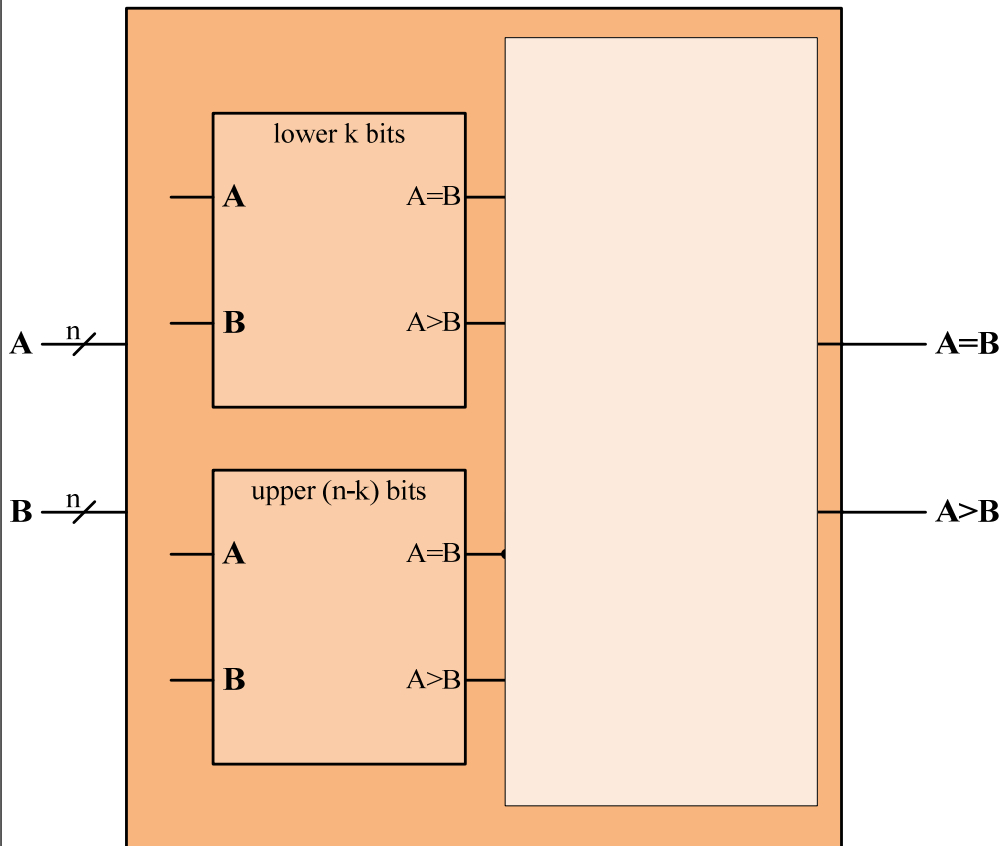 lower k bits
A A=B
B A>B
n
A
A=B
upper (n-k) bits
n
B
A>B
A A=B
B A>B